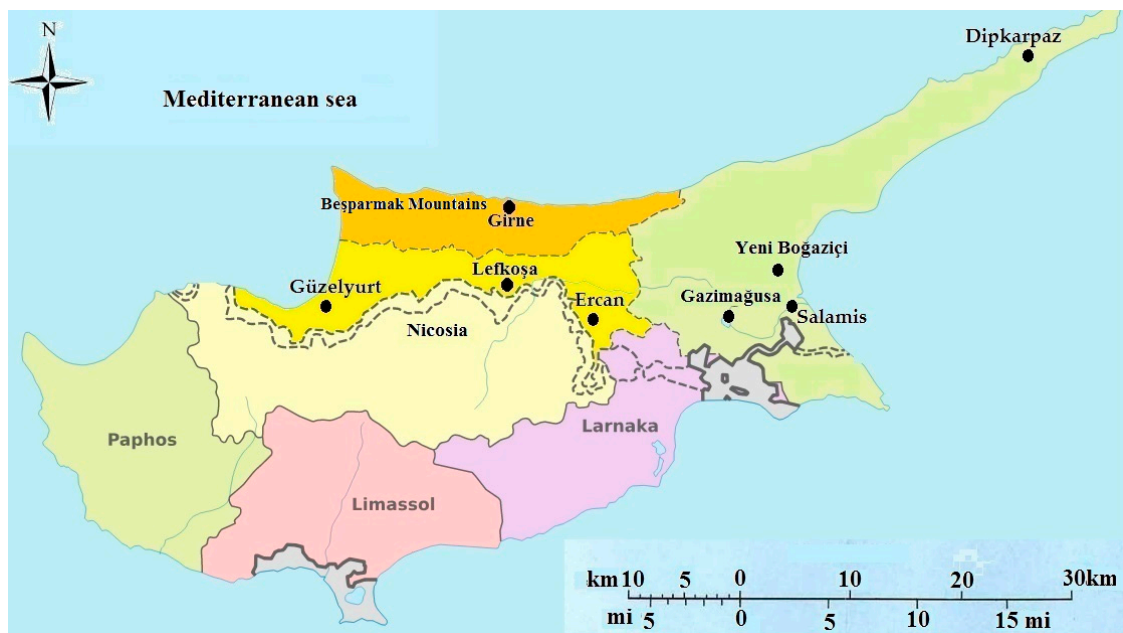 N
Mediterranean sea
Dipkarpaz
Beşparmak Mountains
Girne
Yeni Boğaziçi
Lefkoşa
Güzelyurt
Ercan
Gazimağusa
Salamis
Nicosia
Paphos
Larnaka
Limassol
km 10 5 0 10 20 30km
mi 5 0 5 10 15 mi